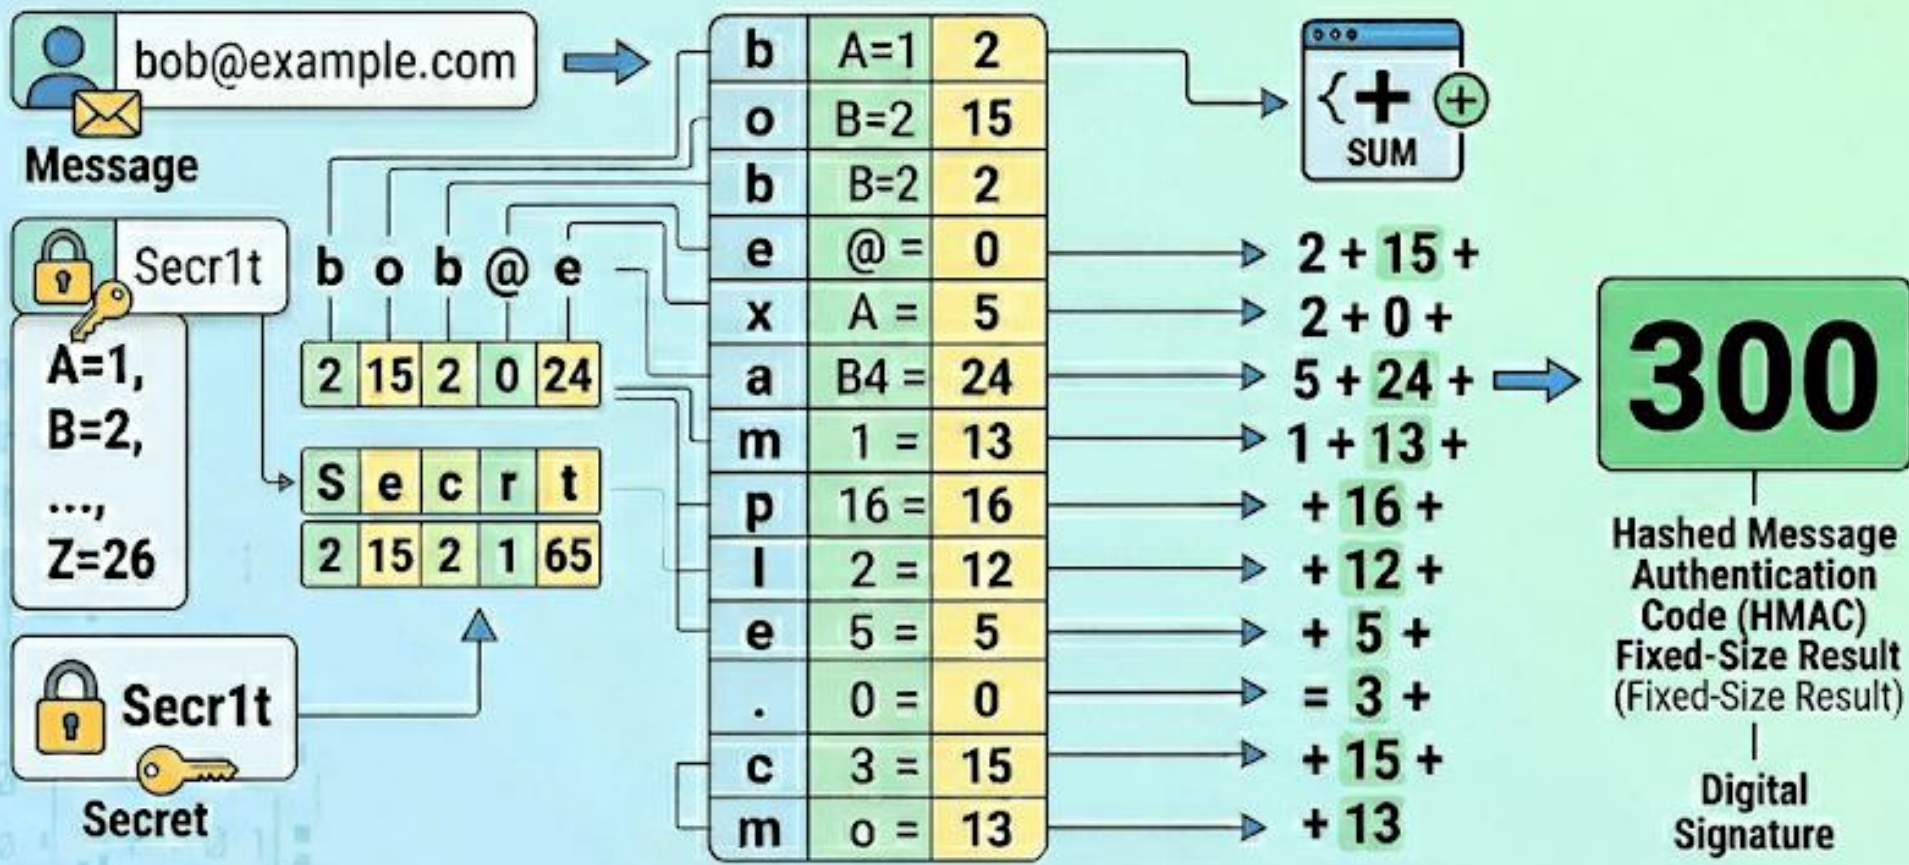 bob@example.com
Message
Secr1t
A=1,
B=2,
...,
Z=26
b o b @ e
2 15 2 0 24
S e c r t
2 15 2 1 65
Secr1t
Secret
b A=1 2
o B=2 15
b B=2 2
e @ = 0
x A = 5
a B4 = 24
m 1 = 13
p 16 = 16
l 2 = 12
e 5 = 5
. 0 = 0
c 3 = 15
m o = 13
{+ +
SUM
2 + 15 +
2 + 0 +
5 + 24 +
1 + 13 +
+ 16 +
+ 12 +
+ 5 +
= 3 +
+ 15 +
+ 13
300
Hashed Message
Authentication
Code (HMAC)
Fixed-Size Result
(Fixed-Size Result)
Digital
Signature